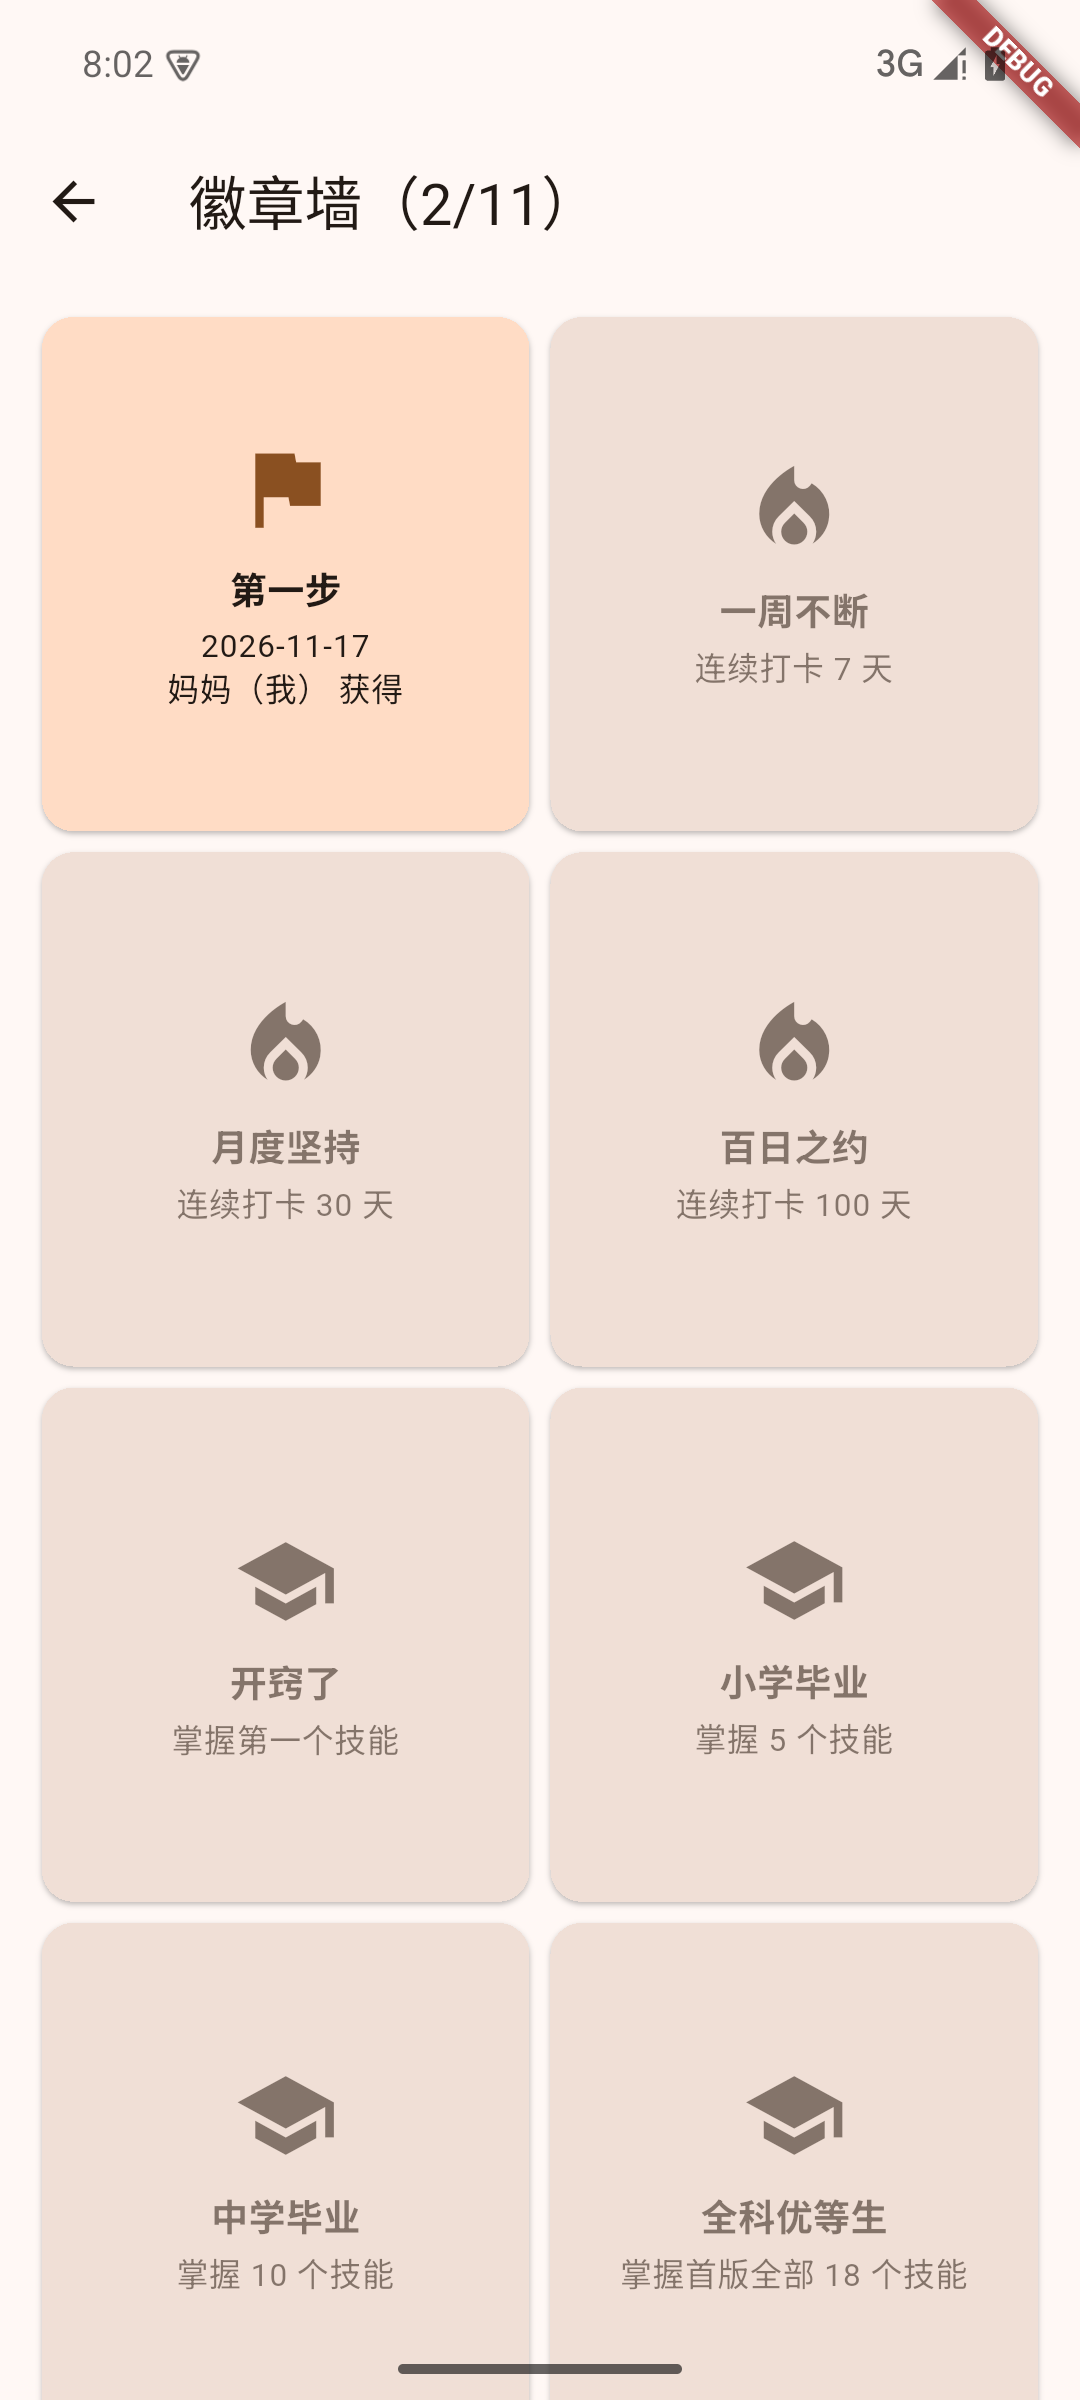 8:02
3G
DEBUG
徽章墙（2/11）
第一步
2026-11-17
妈妈（我） 获得
一周不断
连续打卡 7 天
月度坚持
连续打卡 30 天
百日之约
连续打卡 100 天
开窍了
掌握第一个技能
小学毕业
掌握 5 个技能
中学毕业
掌握 10 个技能
全科优等生
掌握首版全部 18 个技能